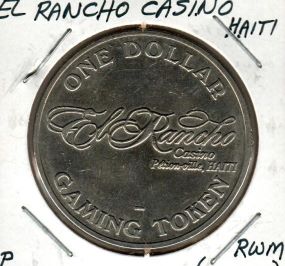 EL RANCHO CASINO
HAITI
ONE DOLLAR
El Rancho
Casino
Pétionville, HAITI
GAMING TOKEN
P
RWM